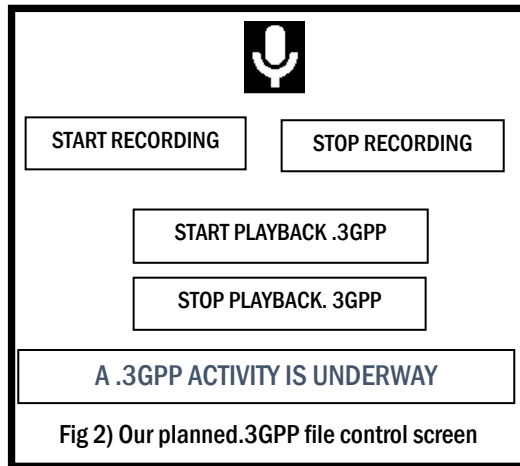 START RECORDING
STOP RECORDING
START PLAYBACK .3GPP
STOP PLAYBACK. 3GPP
A .3GPP ACTIVITY IS UNDERWAY
Fig 2) Our planned.3GPP file control screen